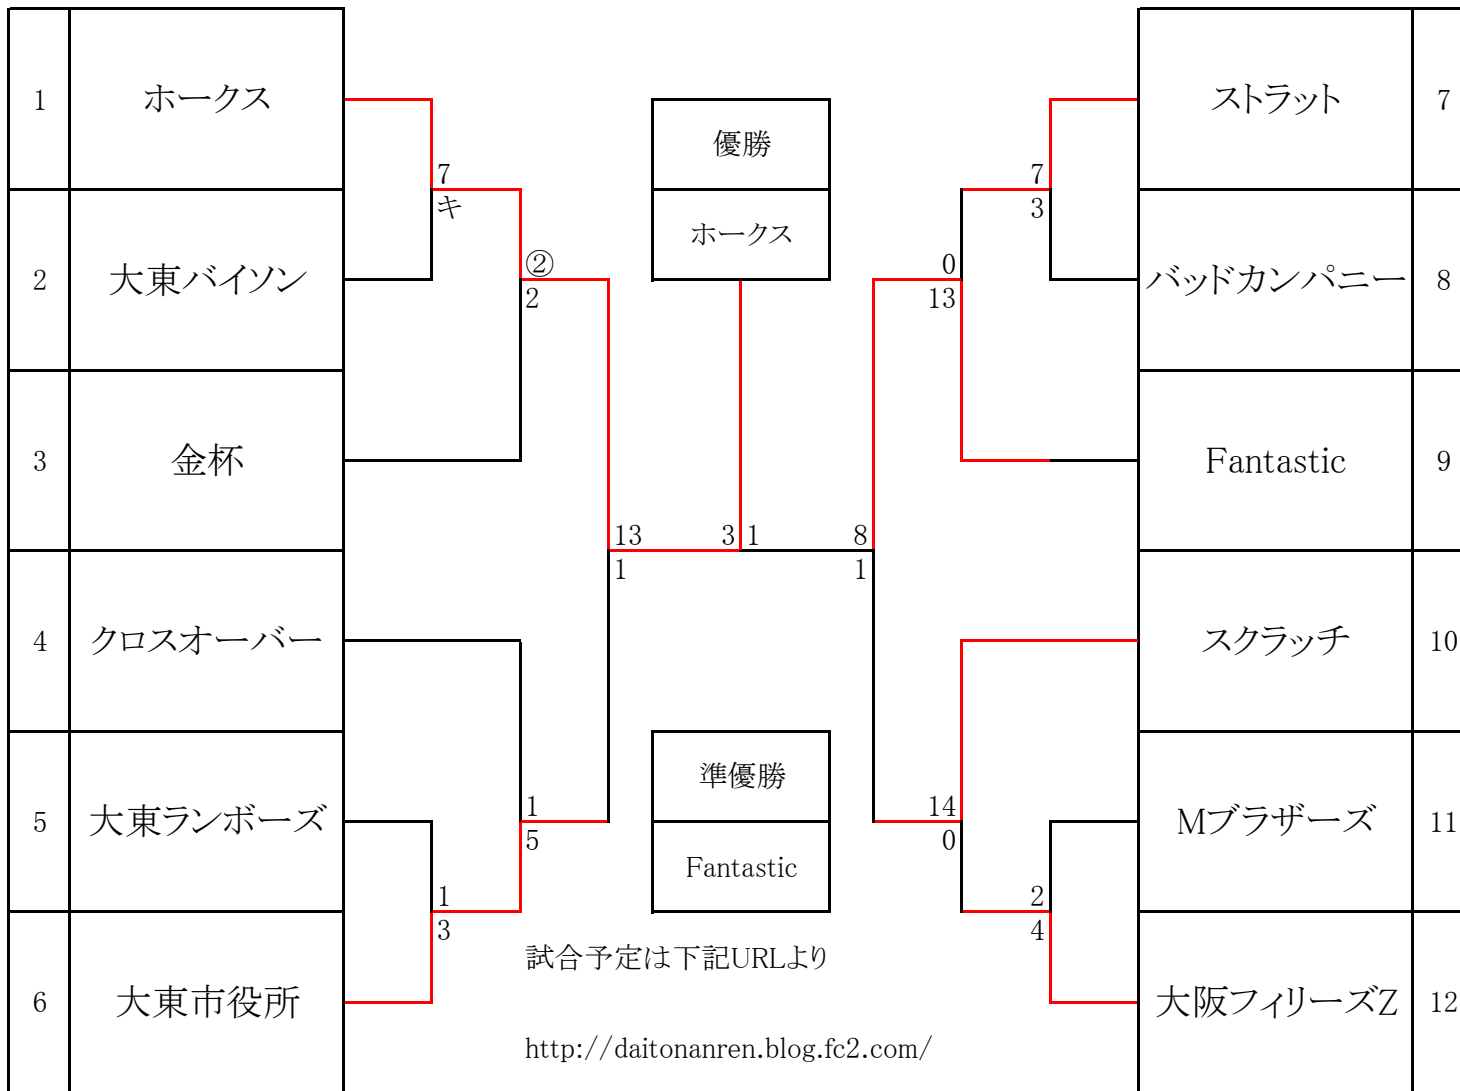 1 ホークス
2 大東バイソン
3 金杯
4 クロスオーバー
5 大東ランボーズ
6 大東市役所
7
キ
②
2
13
1
1
5
1
3
優勝
ホークス
3 1
準優勝
Fantastic
試合予定は下記URLより
http://daitonanren.blog.fc2.com/
7
3
0
13
8
1
14
0
2
4
ストラット 7
バッドカンパニー 8
Fantastic 9
スクラッチ 10
Mブラザーズ 11
大阪フィリーズZ 12